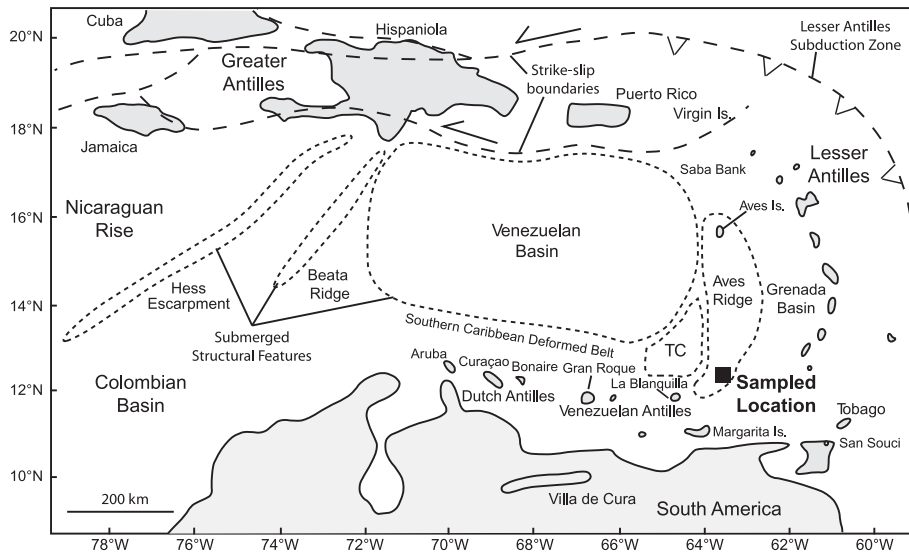 Cuba
Hispaniola
Lesser Antilles
Subduction Zone
20°N
Greater
Antilles
Strike-slip
boundaries
Puerto Rico
Virgin Is.
18°N
Jamaica
Saba Bank
Lesser
Antilles
Nicaraguan
Rise
16°N
Aves Is.
Venezuelan
Basin
Hess
Escarpment
Beata
Ridge
Aves
Ridge
Grenada
Basin
14°N
Submerged
Structural Features
Southern Caribbean Deformed Belt
TC
Aruba
Curaçao
Bonaire
Gran Roque
La Blanquilla
Sampled
Location
Colombian
Basin
12°N
Dutch Antilles
Venezuelan Antilles
Tobago
Margarita Is.
San Souci
10°N
200 km
Villa de Cura
South America
78°W 76°W 74°W 72°W 70°W 68°W 66°W 64°W 62°W 60°W